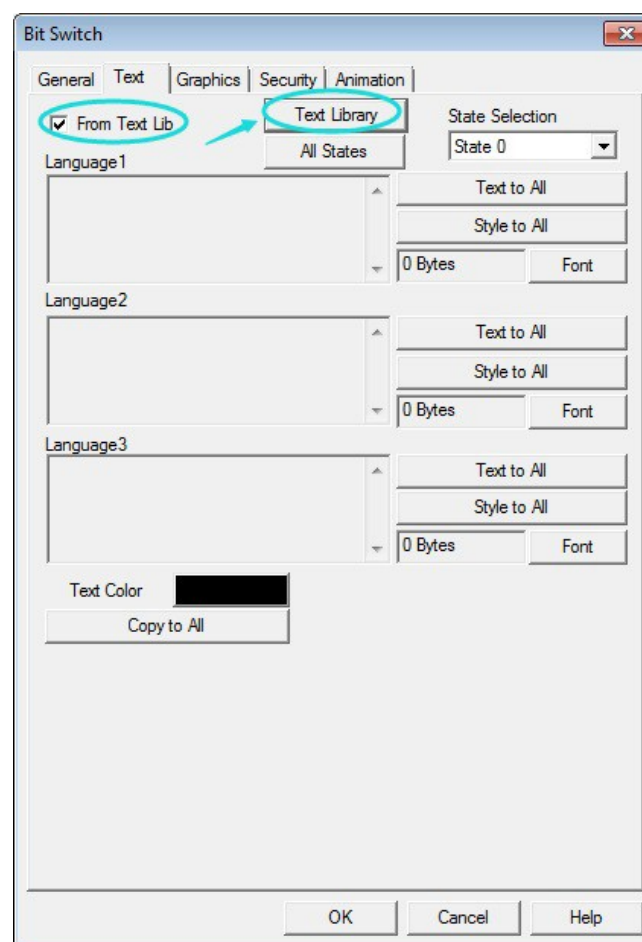 Bit Switch
General Text Graphics Security Animation
From Text Lib
Text Library
State Selection
All States
State 0
Language1
Text to All
Style to All
0 Bytes
Font
Language2
Text to All
Style to All
0 Bytes
Font
Language3
Text to All
Style to All
0 Bytes
Font
Text Color
Copy to All
OK
Cancel
Help